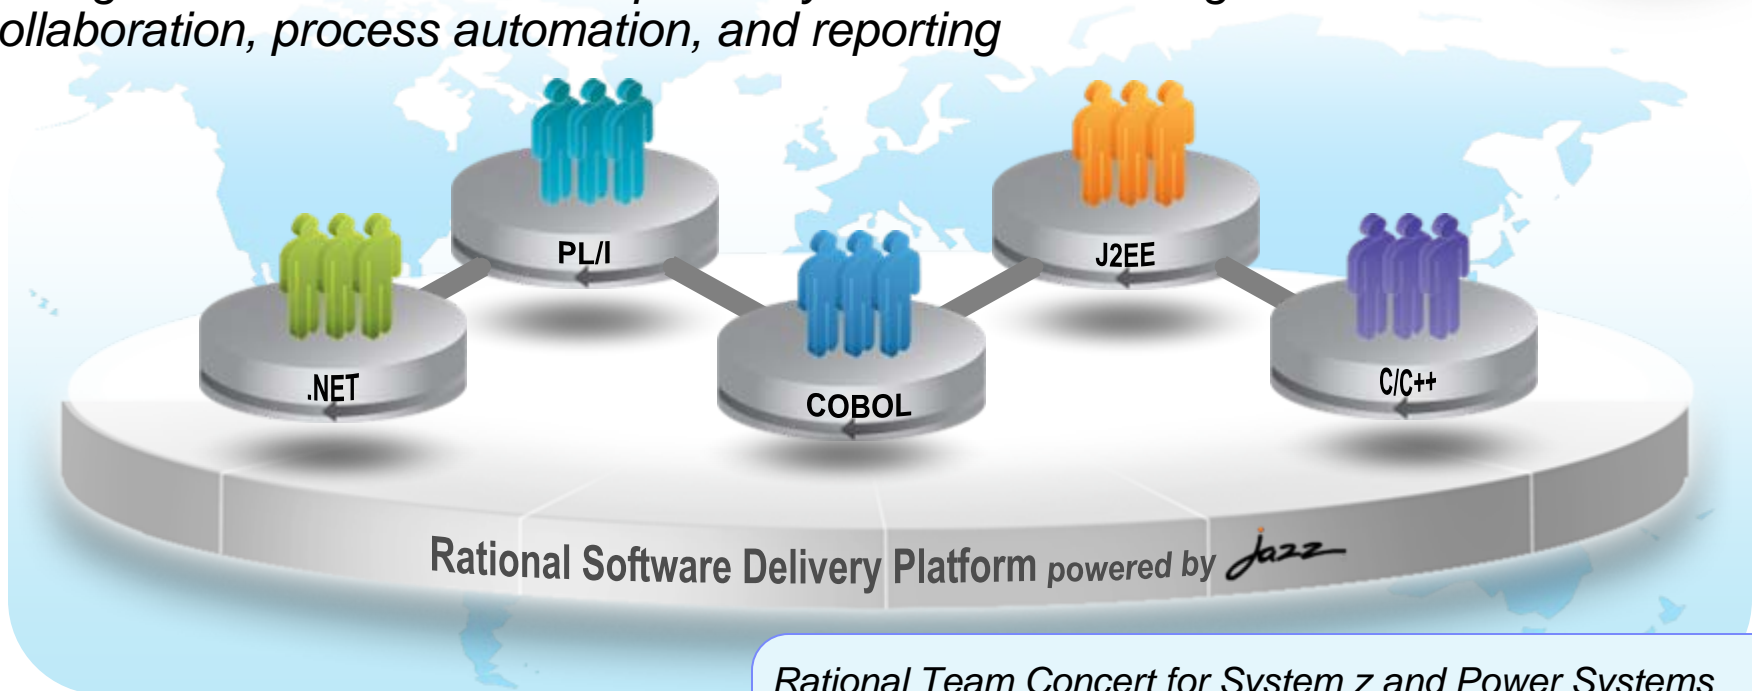 ollaboration, process automation, and reporting
PL/I
J2EE
.NET
COBOL
C/C++
Rational Software Delivery Platform powered by jazz
Rational Team Concert for System z and Power Systems